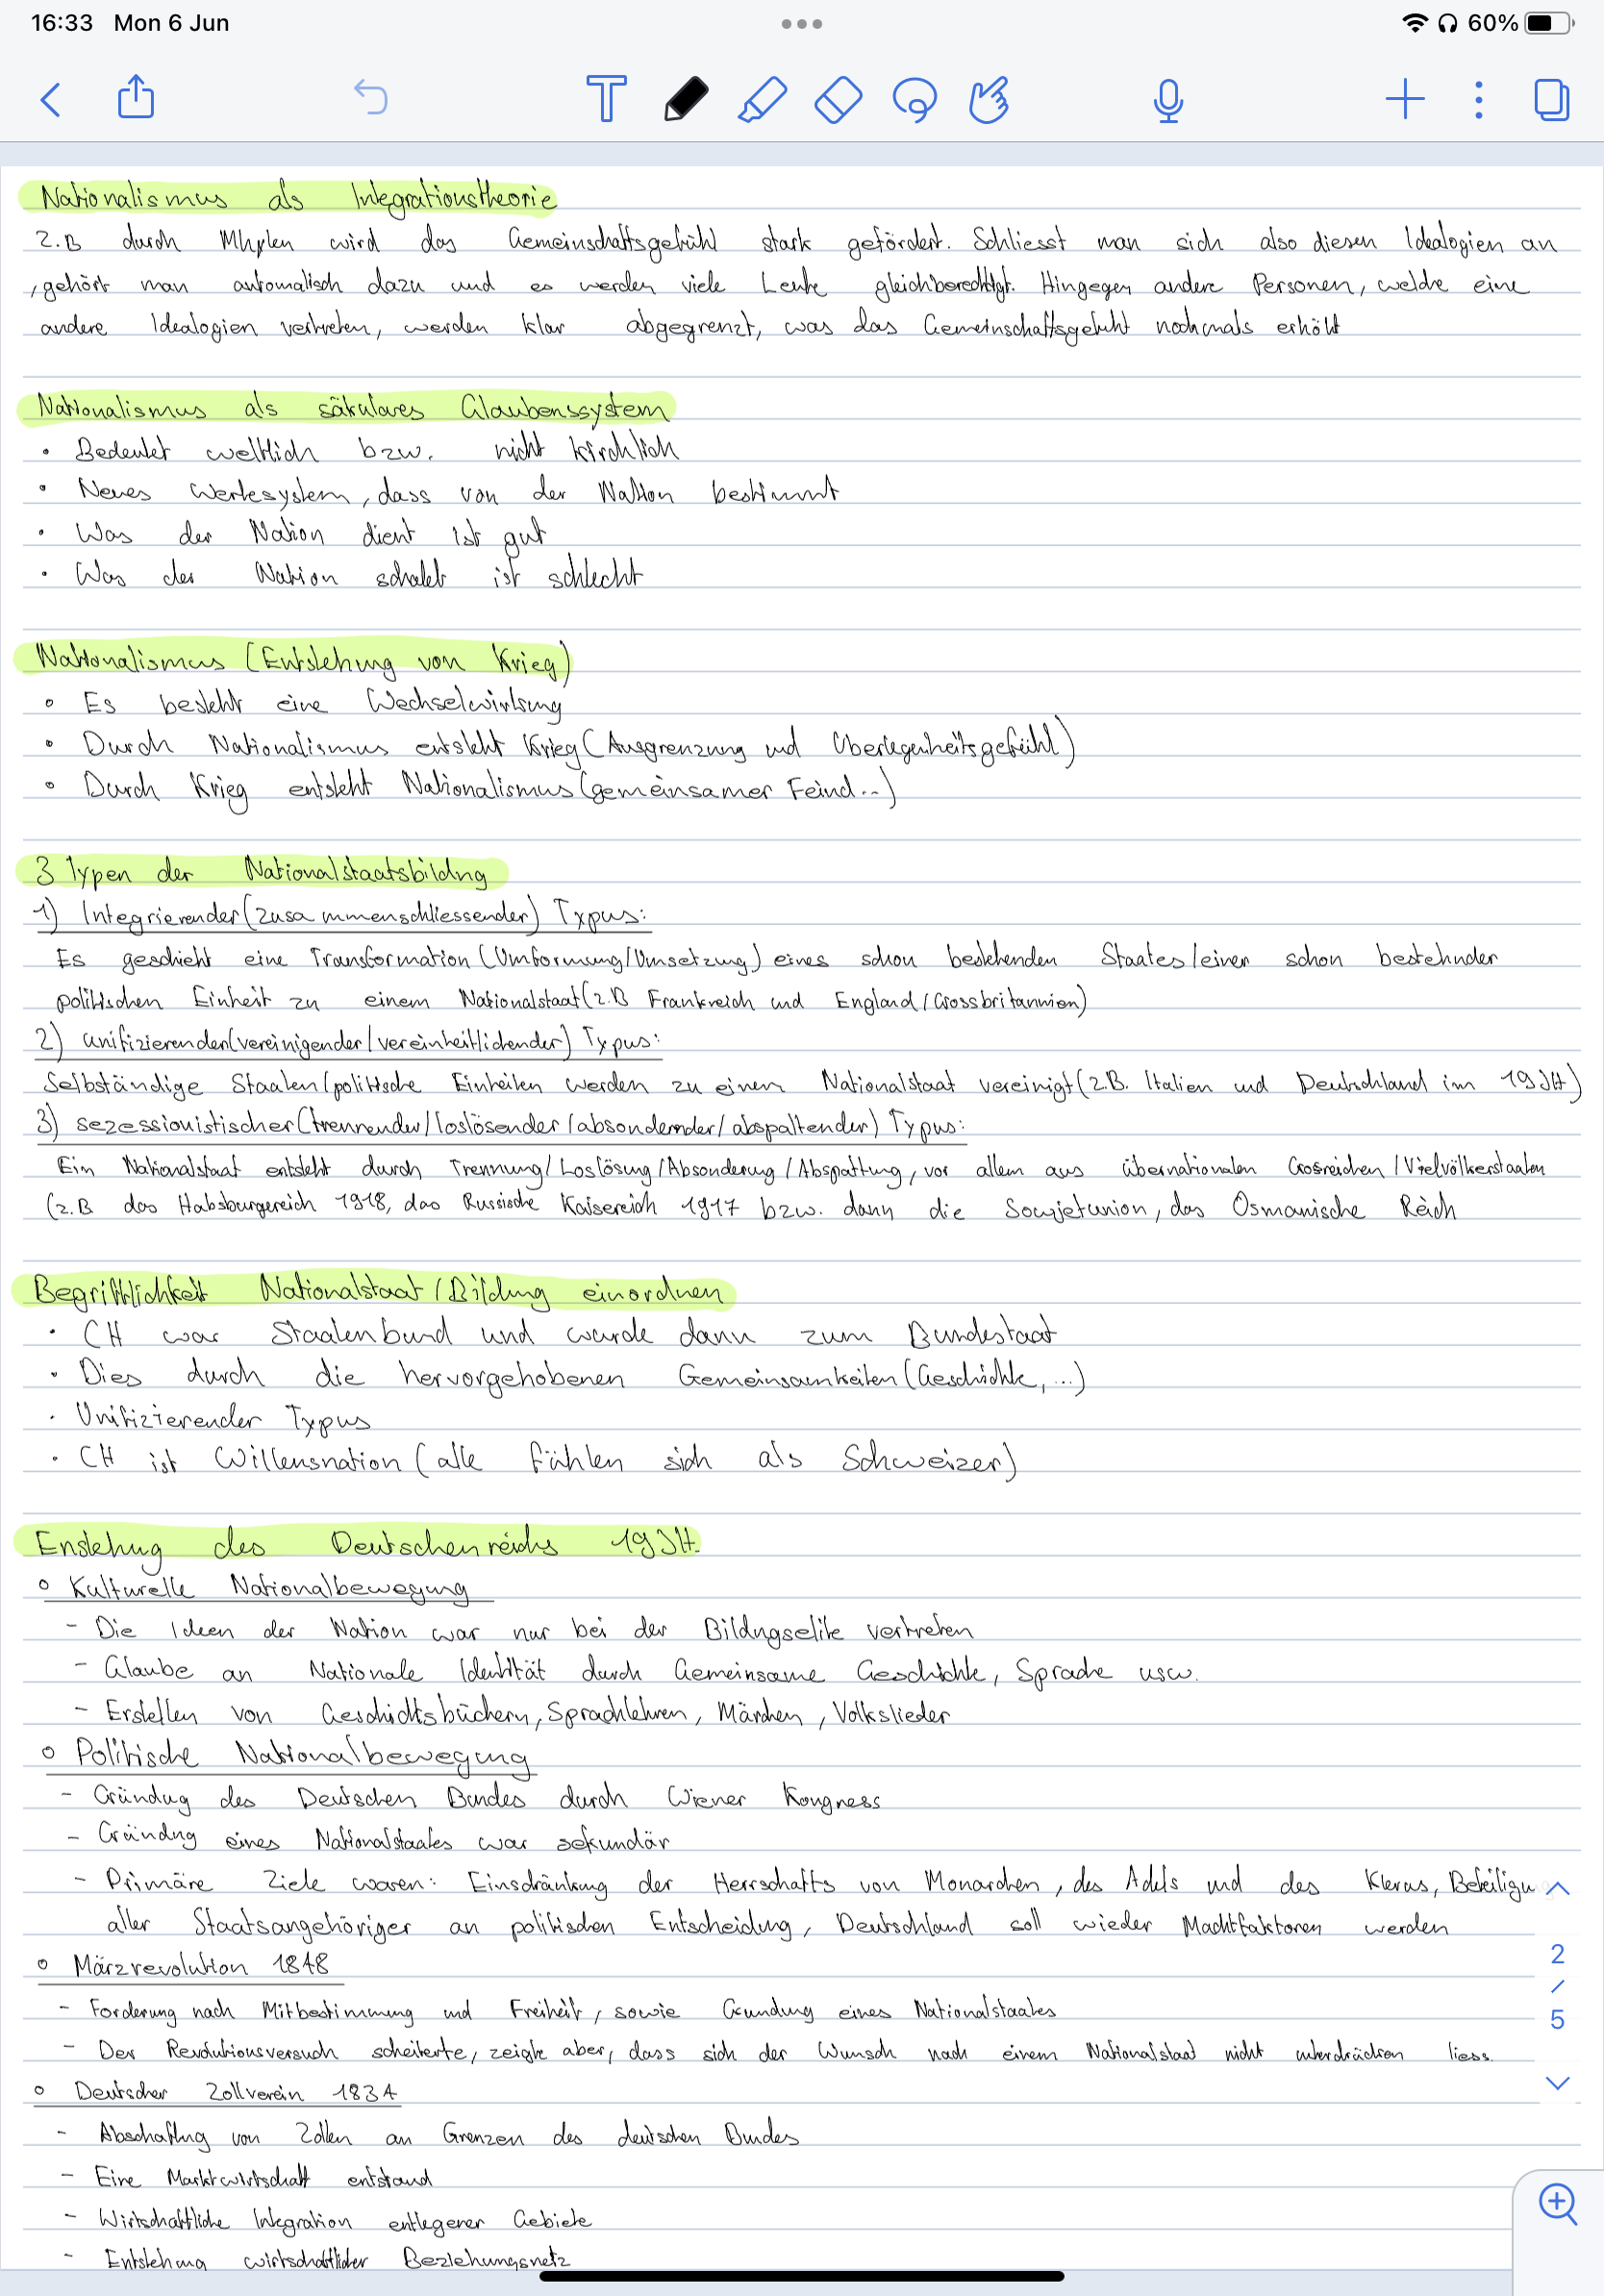 16:33 Mon 6 Jun
60%
Nationalismus als Integrationstheorie
z.B durch Mhplen wird das Gemeinschaftsgefühl stark gefördert. Schliesst man sich also diesen Idealogien an
, gehört man automatisch dazu und es werden viele Leute gleichberechtigt. Hingegen andere Personen, welche eine
andere Idealogien vertreten, werden klar abgegrenzt, was das Gemeinschaftsgefühl nochmals erhöht
Nationalismus als säkulares Glaubenssystem
• Bedeutet weltlich bzw. nicht kirchlich
• Neues Wertesystem, dass von der Nation bestimmt
• Was der Nation dient ist gut
• Was der Nation schadet ist schlecht
Nationalismus (Entstehung von Krieg)
• Es besteht eine Wechselwirkung
• Durch Nationalismus entsteht Krieg (Ausgrenzung und Überlegenheitsgefühl)
• Durch Krieg entsteht Nationalismus (gemeinsamer Feind..)
3 Typen der Nationalstaatsbildng
1) Integrierender (zusammenschliessender) Typus:
Es geschieht eine Transformation (Umformung/Umsetzung) eines schon bestehenden Staates/einer schon bestehnder
politischen Einheit zu einem Nationalstaat (z.B Frankreich und England/Grossbritannien)
2) unifizierender (vereinigender/vereinheitlichender) Typus:
Selbständige Staaten/politische Einheiten werden zu einem Nationalstaat vereinigt (z.B. Italien und Deutschland im 19JH)
3) sezessionistischer (trennender/loslösender/absondernder/abspaltender) Typus:
Ein Nationalstaat entsteht durch Trennung/Loslösung/Absonderung/Abspaltung, vor allem aus übernationalen Grosreichen/Vielvölkerstaaten
(z.B das Habsburgereich 1918, das Russische Kaisereich 1917 bzw. dann die Sowjetunion, das Osmanische Reich
Begrifflichkeit Nationalstaat/Bildung einordnen
• CH war Staatenbund und wurde dann zum Bundestaat
• Dies durch die hervorgehobenen Gemeinsamkeiten (Geschichte, ...)
• Unifizierender Typus
• CH ist Willensnation (alle fühlen sich als Schweizer)
Enstehug des Deutschenreichs 19JH.
○ Kulturelle Nationalbewegung
- Die Ideen der Nation war nur bei der Bildngselite vertreten
- Glaube an Nationale Identität durch Gemeinsame Geschichte, Sprache usw.
- Erstellen von Geschichtsbüchern, Sprachlehren, Märchen, Volkslieder
○ Politische Nationalbewegung
- Gründug des Deutschen Bundes durch Wiener Kongress
- Gründng eines Nationalstaates war sekundär
- Primäre Ziele waren: Einschränkung der Herrschafts von Monarchen, des Adels und des Klerus, Beteiligu
aller Staatsangehöriger an politischen Entscheidung, Deutschland soll wieder Machtfaktoren werden
○ Märzrevolution 1848
- Forderung nach Mitbestimmung und Freiheit, sowie Gründung eines Nationalstaates
- Der Revolutionsversuch scheiterte, zeigte aber, dass sich der Wunsch nach einem Nationalstaat nicht unterdrücken liess.
○ Deutscher Zollverein 1834
- Abschaffng von Zöllen an Grenzen des deutschen Bundes
- Eine Marktwirtschaft entstand
- Wirtschaftliche Integration entlegener Gebiete
- Entstehung wirtschaftlicher Beziehungsnetz
2
/
5